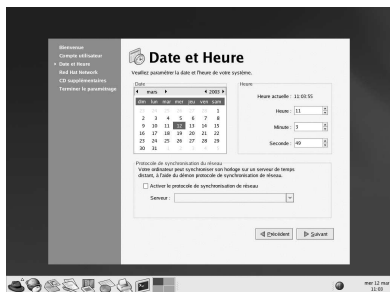 Bienvenue
Compte utilisateur
Date et Heure
Red Hat Network
CD supplémentaires
Terminer le paramétrage
Date et Heure
Veuillez paramétrer la date et l'heure de votre système.
Date
mars 2003
dim lun mar mer jeu ven sam
1
2 3 4 5 6 7 8
9 10 11 12 13 14 15
16 17 18 19 20 21 22
23 24 25 26 27 28 29
30 31
Heure
Heure actuelle : 11:03:55
Heure : 11
Minute : 3
Seconde : 49
Protocole de synchronisation du réseau
Votre ordinateur peut synchroniser son horloge sur un serveur de temps
distant, à l'aide du démon protocole de synchronisation de réseau.
Activer le protocole de synchronisation de réseau
Serveur :
Précédent
Suivant
mer 12 mar
11:03